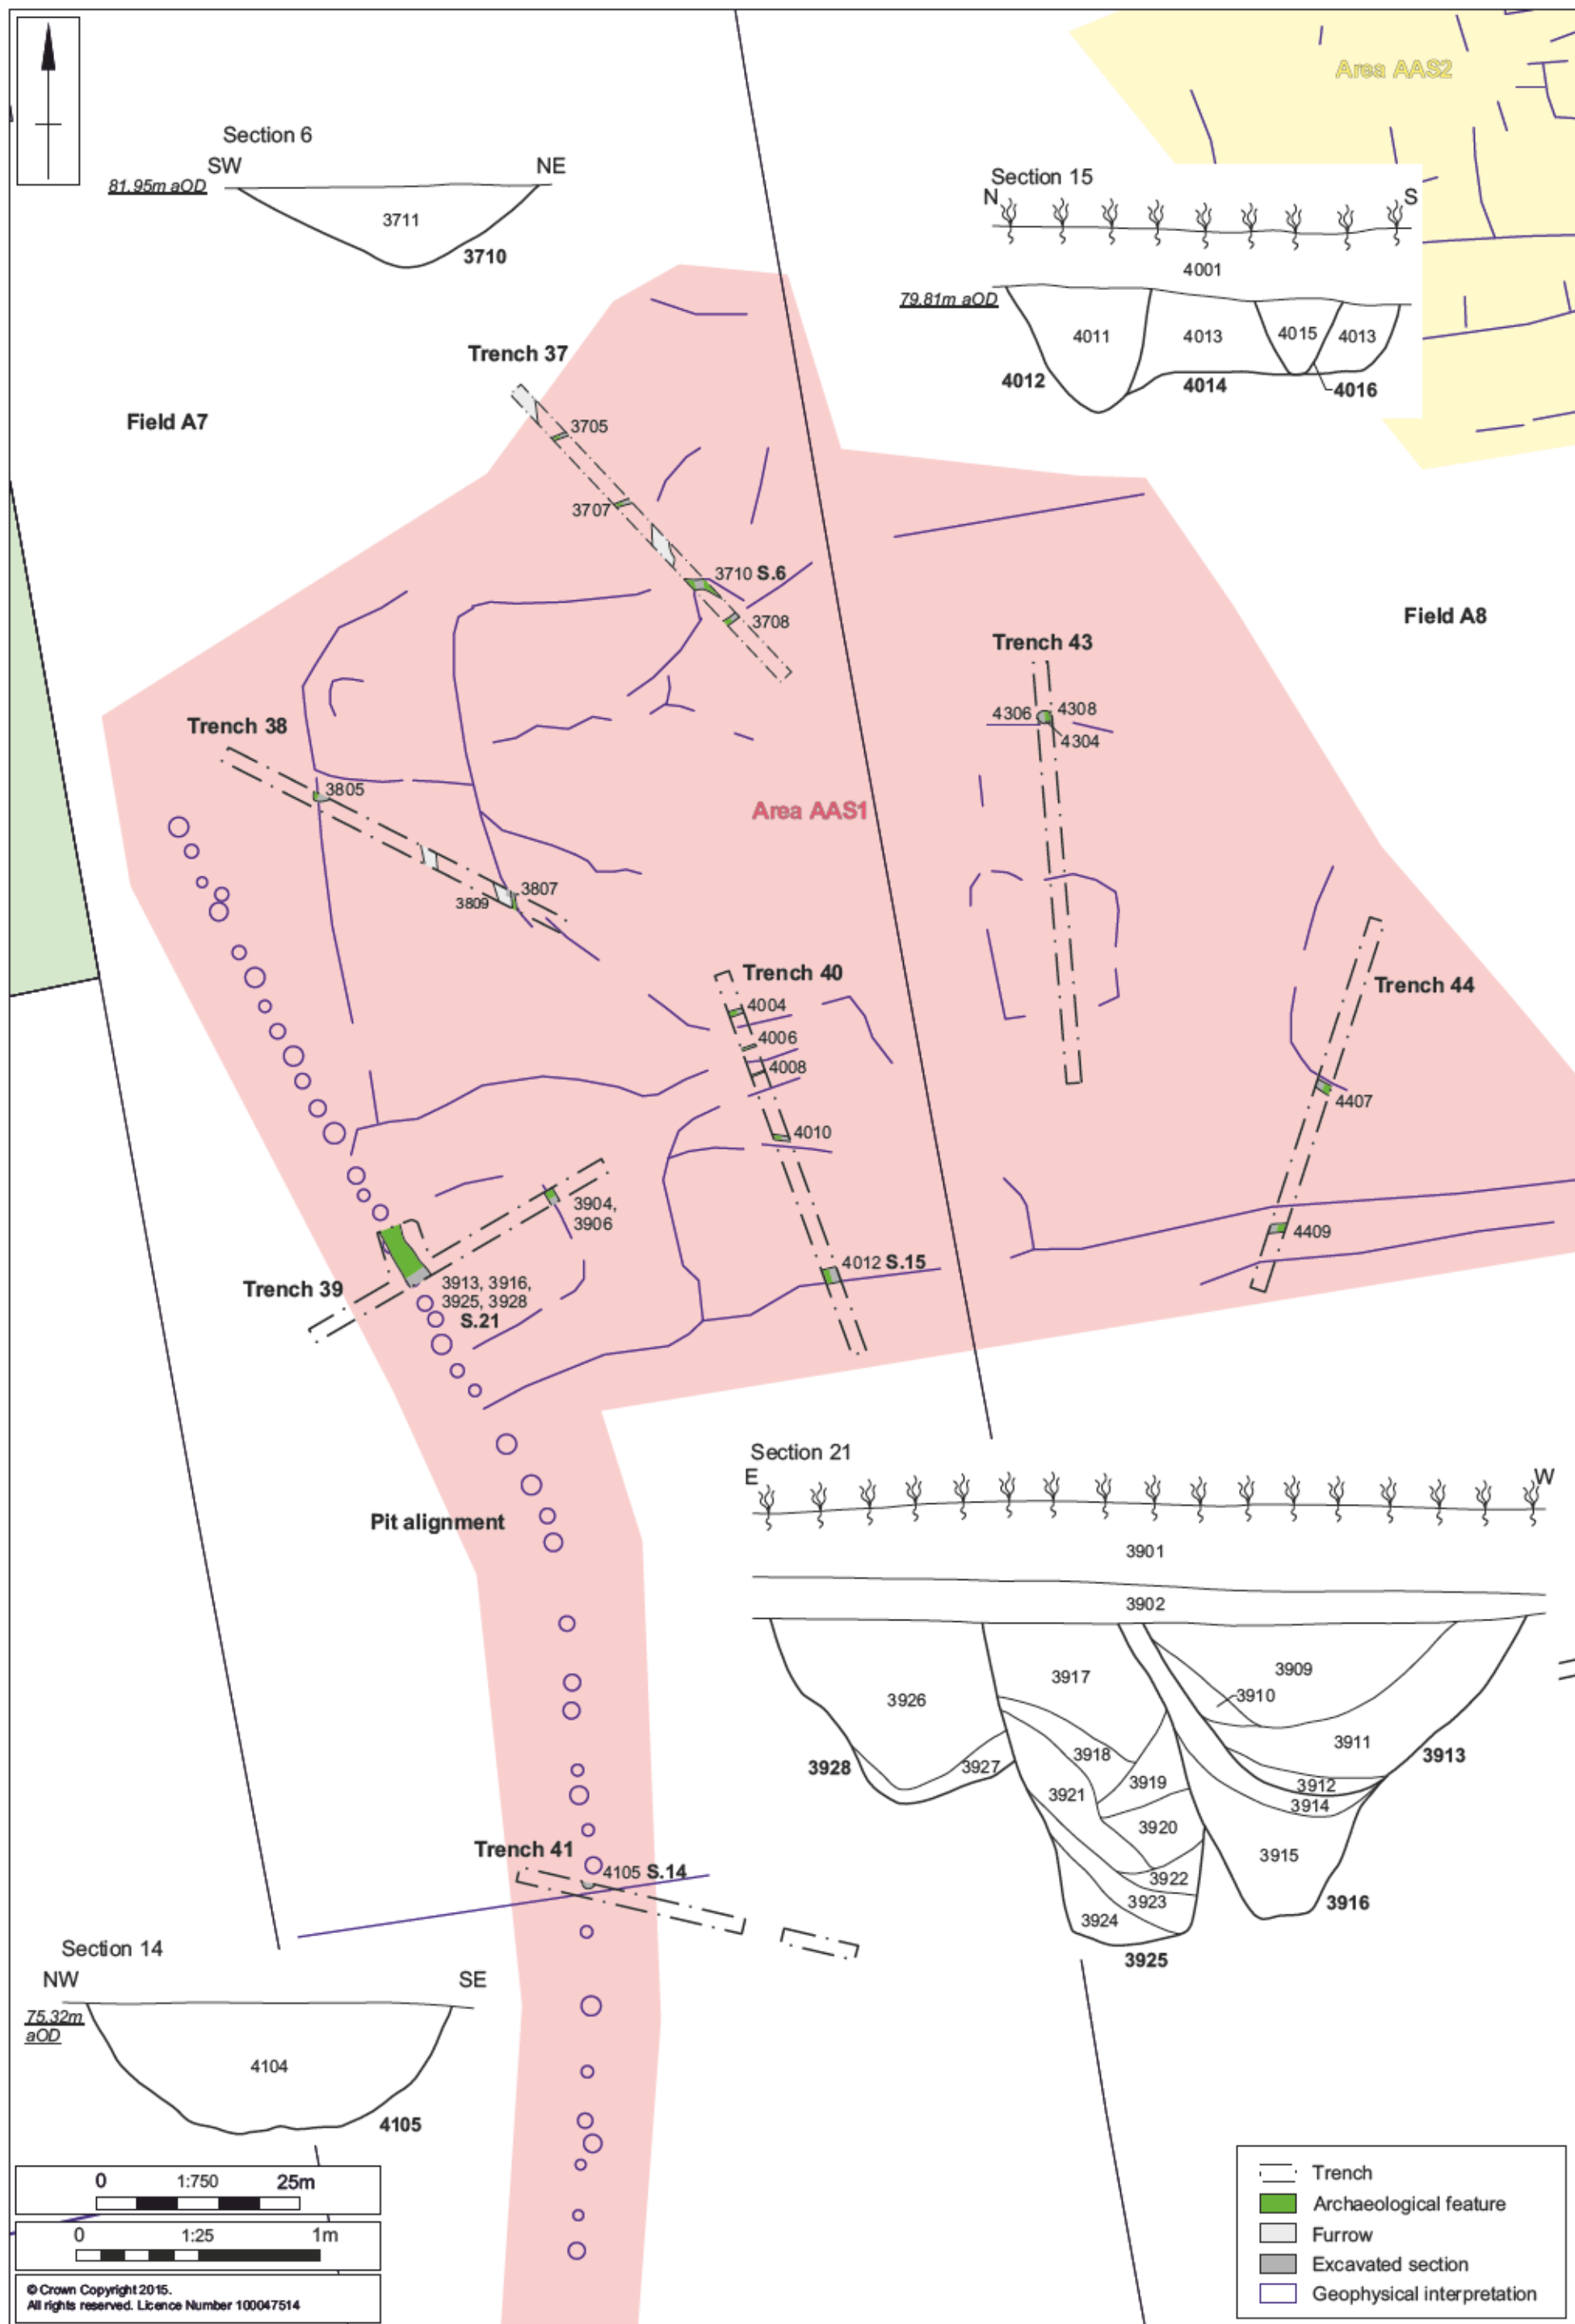 Area AAS2
Section 6
SW
NE
81.95m aOD
3711
3710
Section 15
N
S
4001
79.81m aOD
4011
4013
4015
4013
4012
4014
4016
Trench 37
Field A7
3705
3707
3710 S.6
3708
Field A8
Trench 43
4306
4308
4304
Trench 38
3805
Area AAS1
3807
3809
Trench 40
4004
4006
4008
4010
Trench 44
4407
3904,
3906
4409
4012 S.15
Trench 39
3913, 3916,
3925, 3928
S.21
Section 21
E
W
Pit alignment
3901
3902
3917
3909
3926
3910
3911
3918
3913
3927
3928
3919
3912
3921
3914
3920
3915
3922
3923
3916
3924
3925
Trench 41
4105 S.14
Section 14
NW
SE
75.32m
aOD
4104
4105
0 1:750 25m
0 1:25 1m
© Crown Copyright 2015.
All rights reserved. Licence Number 100047514
Trench
Archaeological feature
Furrow
Excavated section
Geophysical interpretation